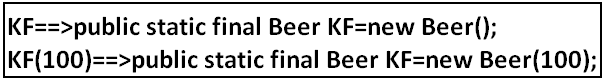 KF==>public static final Beer KF=new Beer();
KF(100)==>public static final Beer KF=new Beer(100);